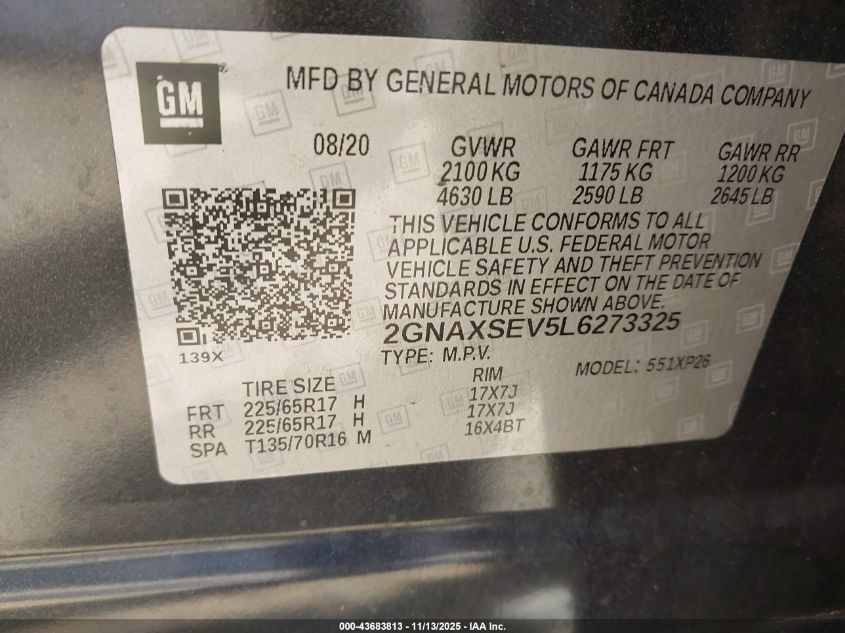 GM
MFD BY GENERAL MOTORS OF CANADA COMPANY
08/20 GVWR GAWR FRT GAWR RR
2100 KG 1175 KG 1200 KG
4630 LB 2590 LB 2645 LB
THIS VEHICLE CONFORMS TO ALL
APPLICABLE U.S. FEDERAL MOTOR
VEHICLE SAFETY AND THEFT PREVENTION
STANDARDS IN EFFECT ON THE DATE OF
MANUFACTURE SHOWN ABOVE.
2GNAXSEV5L6273325
139X
TYPE: M.P.V. MODEL: 551XP26
TIRE SIZE RIM
FRT 225/65R17 H 17X7J
RR 225/65R17 H 17X7J
SPA T135/70R16 M 16X4BT
000-43683813 - 11/13/2025 - IAA Inc.